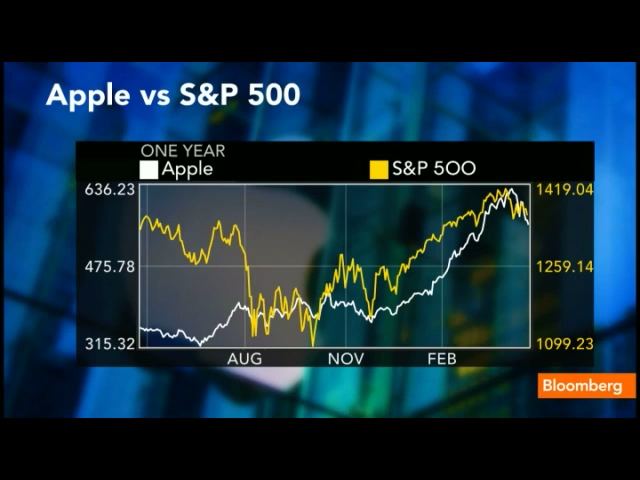 Apple vs S&P 500
ONE YEAR
Apple S&P 500
636.23 1419.04
475.78 1259.14
315.32 1099.23
AUG NOV FEB
Bloomberg